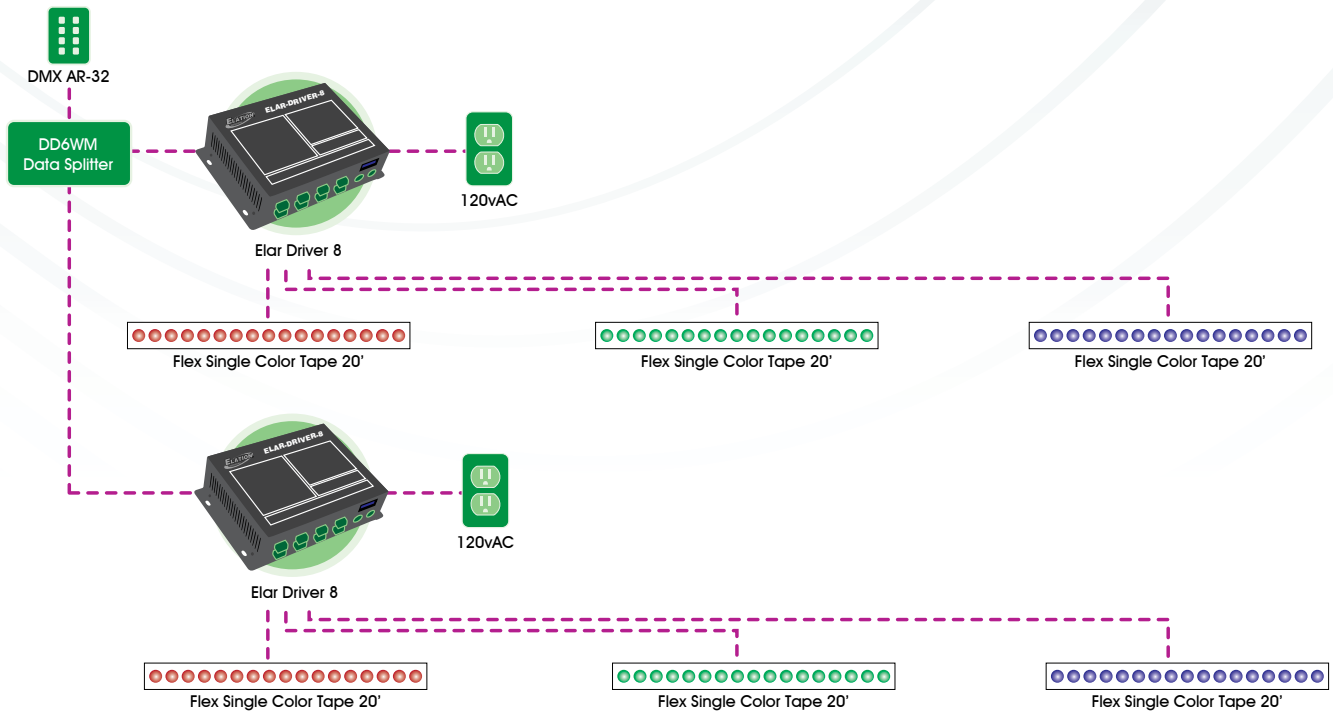 DMX AR-32
DD6WM
Data Splitter
ELATION
ELAR-DRIVER-8
120vAC
Elar Driver 8
Flex Single Color Tape 20'
Flex Single Color Tape 20'
Flex Single Color Tape 20'
ELATION
ELAR-DRIVER-8
120vAC
Elar Driver 8
Flex Single Color Tape 20'
Flex Single Color Tape 20'
Flex Single Color Tape 20'